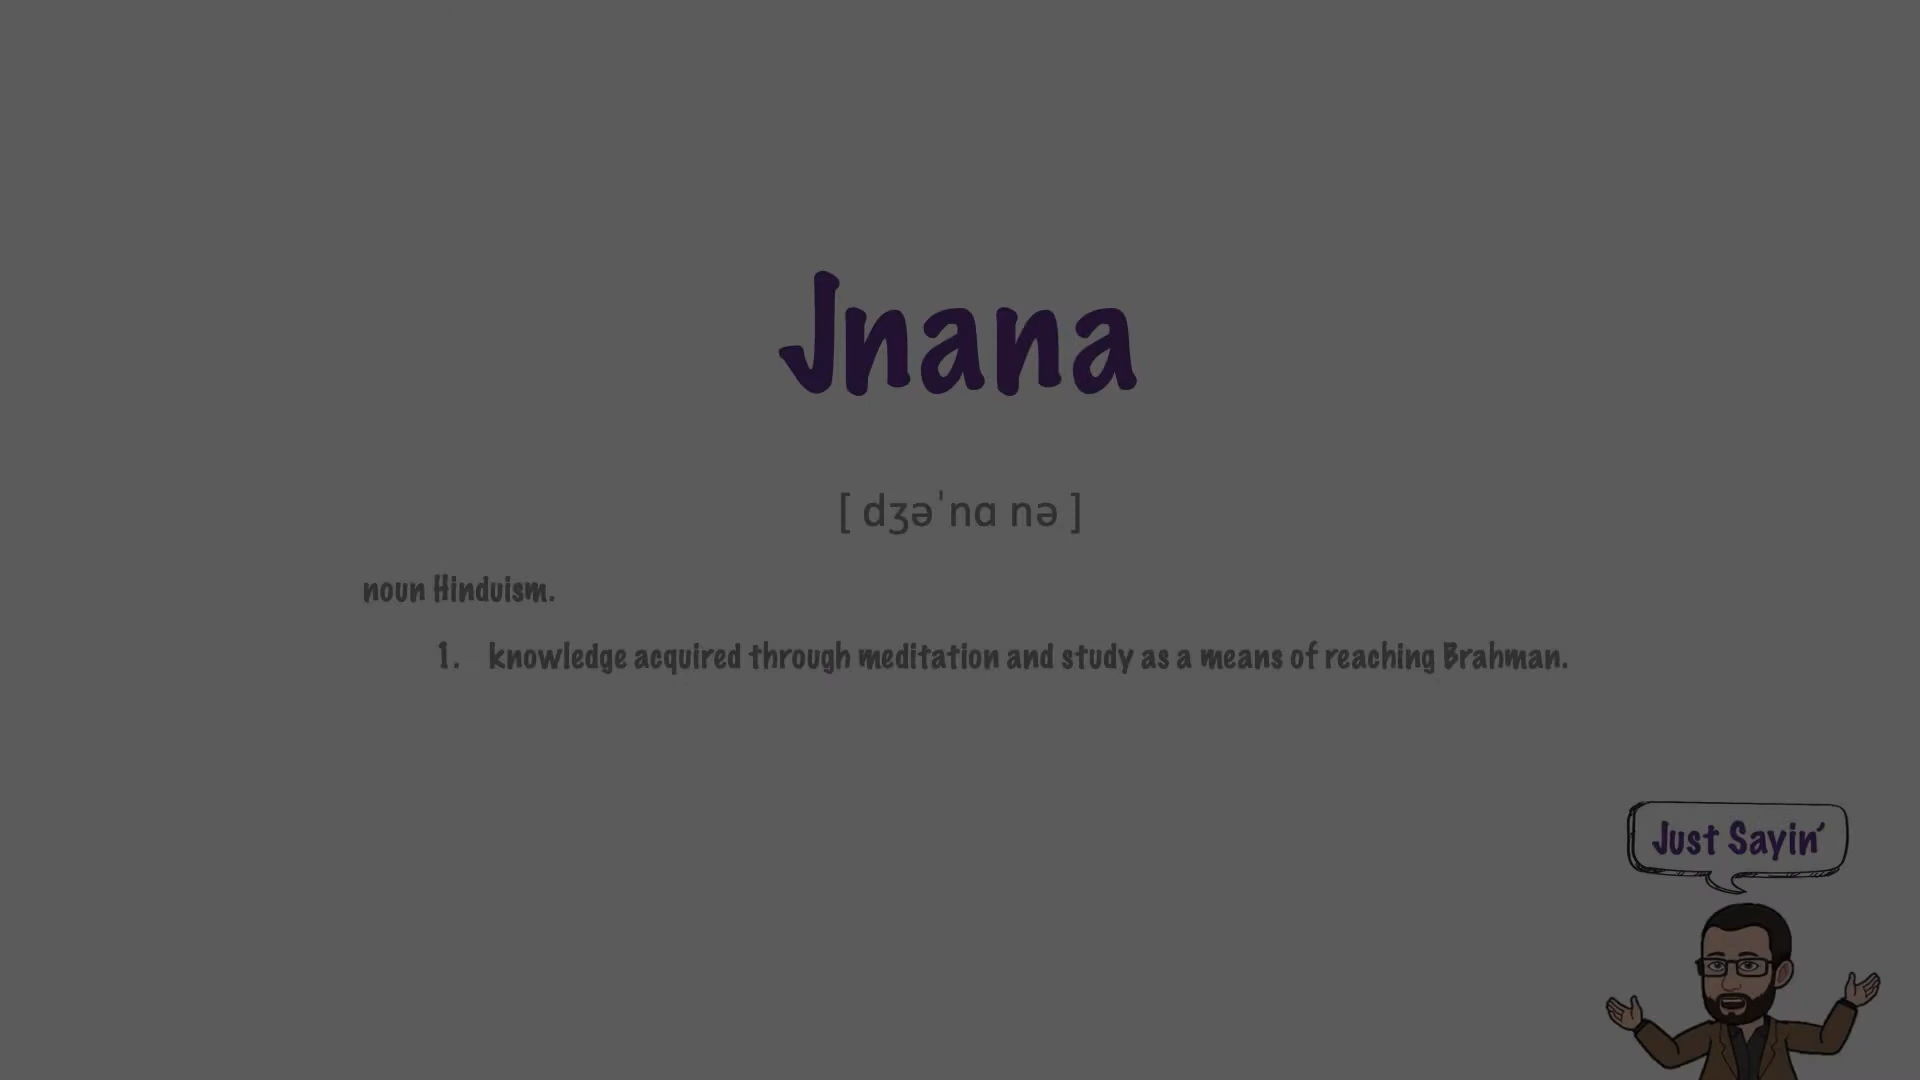 Jnana
[ dʒəˈnɑ nə ]
noun Hinduism.
1. knowledge acquired through meditation and study as a means of reaching Brahman.
Just Sayin'